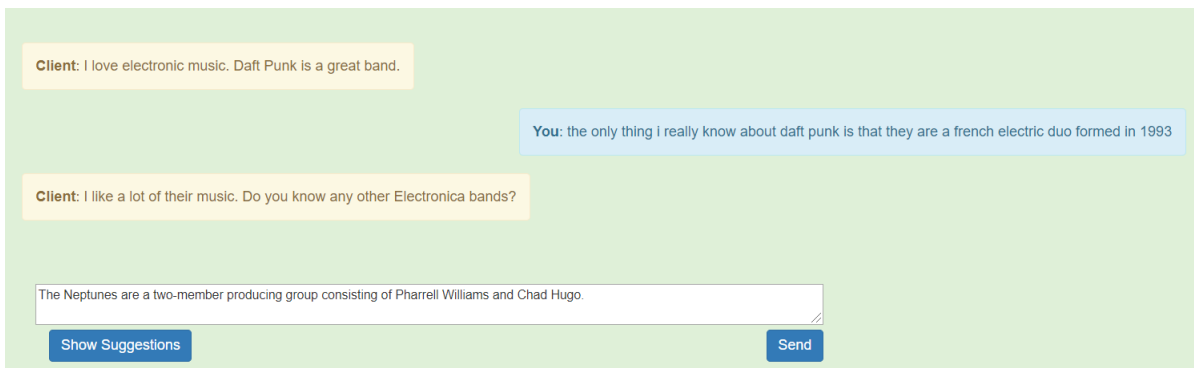 Client: I love electronic music. Daft Punk is a great band.
You: the only thing i really know about daft punk is that they are a french electric duo formed in 1993
Client: I like a lot of their music. Do you know any other Electronica bands?
The Neptunes are a two-member producing group consisting of Pharrell Williams and Chad Hugo.
Show Suggestions
Send